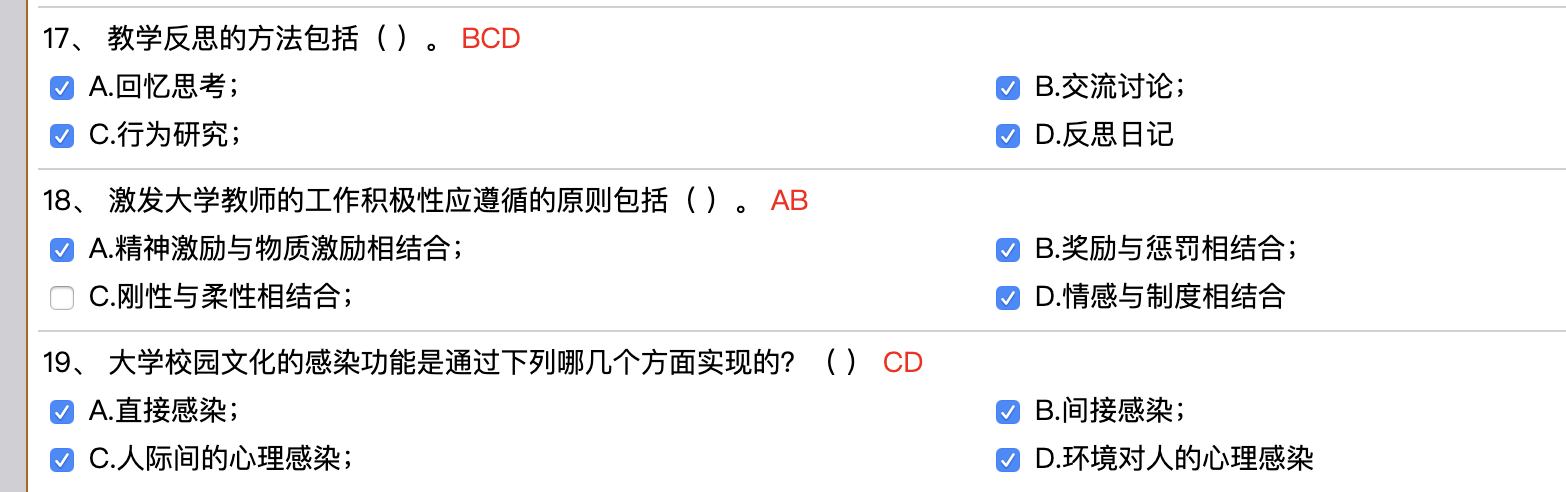 17、 教学反思的方法包括（ ）。 BCD
A.回忆思考；
B.交流讨论；
C.行为研究；
D.反思日记
18、 激发大学教师的工作积极性应遵循的原则包括（ ）。 AB
A.精神激励与物质激励相结合；
B.奖励与惩罚相结合；
C.刚性与柔性相结合；
D.情感与制度相结合
19、 大学校园文化的感染功能是通过下列哪几个方面实现的？（ ） CD
A.直接感染；
B.间接感染；
C.人际间的心理感染；
D.环境对人的心理感染